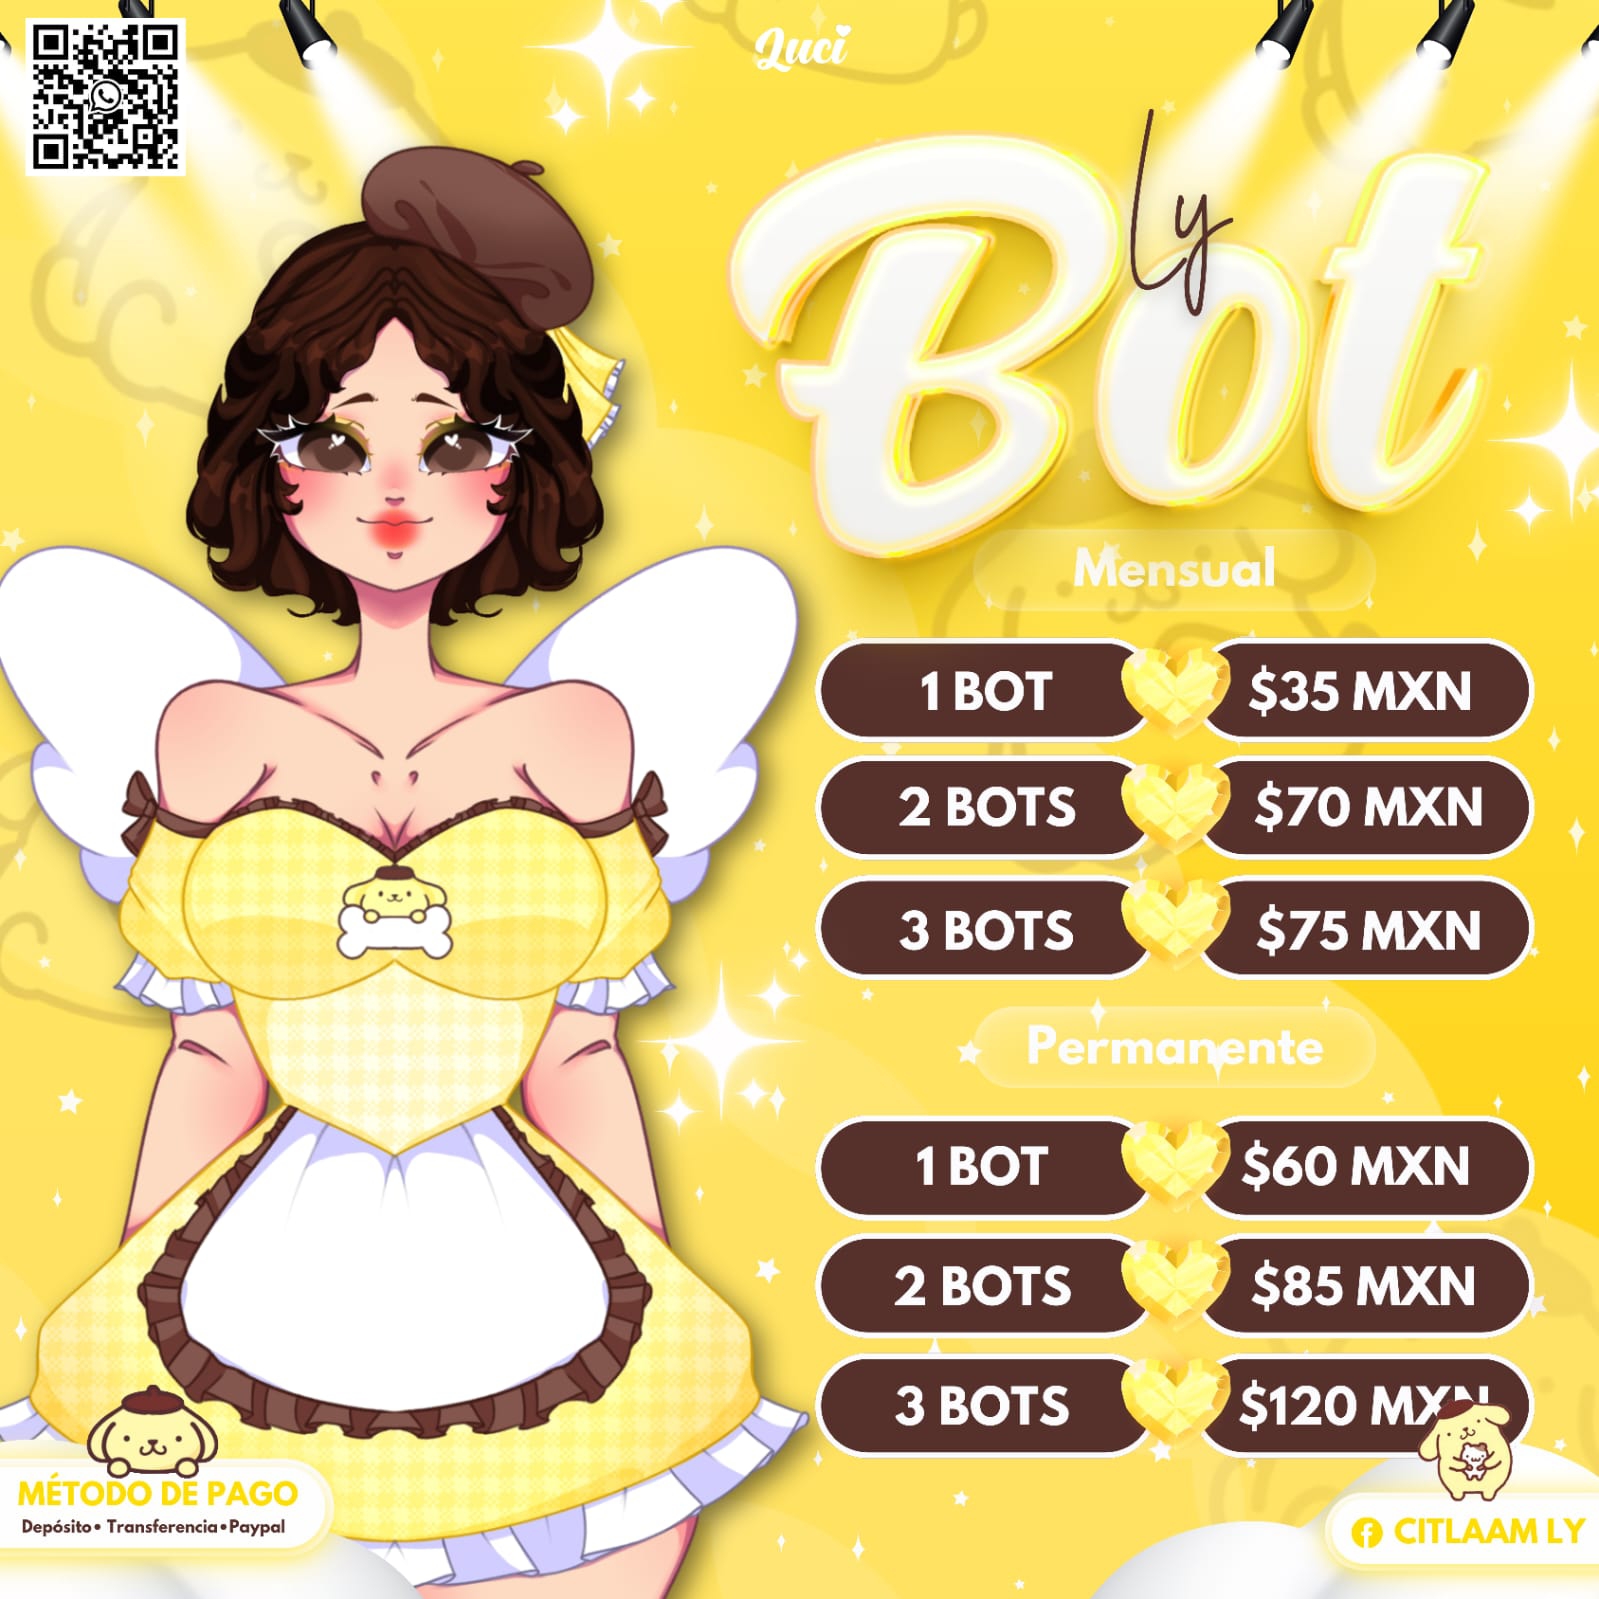 Luci
Ly
Bot
Mensual
1 BOT $35 MXN
2 BOTS $70 MXN
3 BOTS $75 MXN
Permanente
1 BOT $60 MXN
2 BOTS $85 MXN
3 BOTS $120 MXN
MÉTODO DE PAGO
Depósito• Transferencia•Paypal
CITLAAM LY